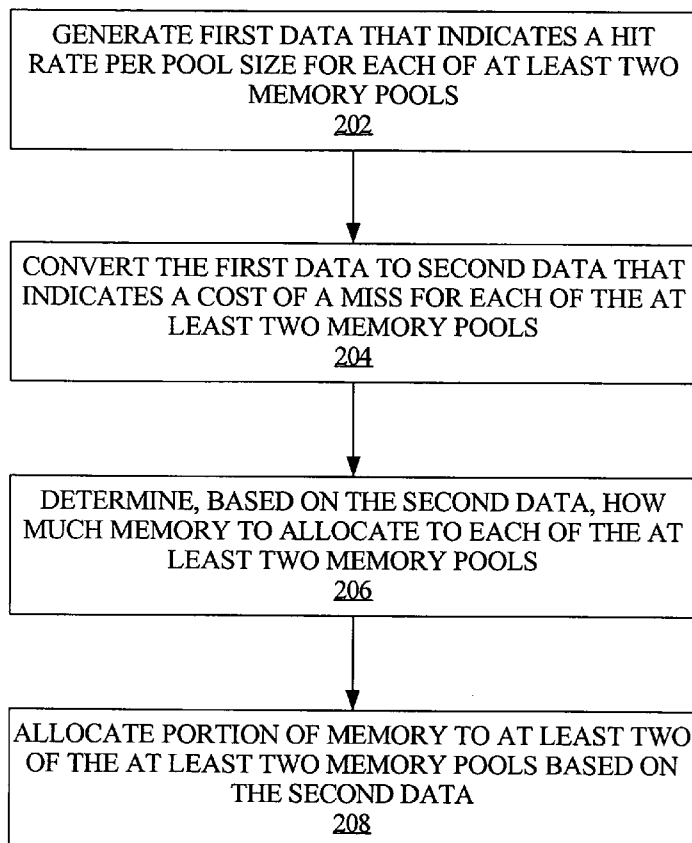 GENERATE FIRST DATA THAT INDICATES A HIT
RATE PER POOL SIZE FOR EACH OF AT LEAST TWO
MEMORY POOLS
202
CONVERT THE FIRST DATA TO SECOND DATA THAT
INDICATES A COST OF A MISS FOR EACH OF THE AT
LEAST TWO MEMORY POOLS
204
DETERMINE, BASED ON THE SECOND DATA, HOW
MUCH MEMORY TO ALLOCATE TO EACH OF THE AT
LEAST TWO MEMORY POOLS
206
ALLOCATE PORTION OF MEMORY TO AT LEAST TWO
OF THE AT LEAST TWO MEMORY POOLS BASED ON
THE SECOND DATA
208